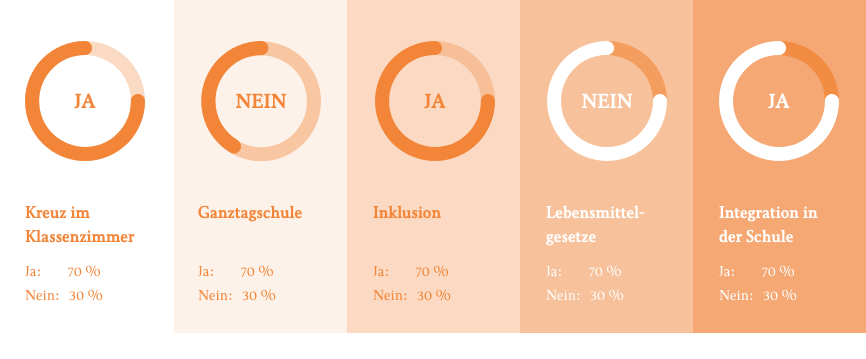 JA
NEIN
JA
NEIN
JA
Kreuz im
Klassenzimmer
Ja: 70 %
Nein: 30 %
Ganztagschule
Ja: 70 %
Nein: 30 %
Inklusion
Ja: 70 %
Nein: 30 %
Lebensmittel-
gesetze
Ja: 70 %
Nein: 30 %
Integration in
der Schule
Ja: 70 %
Nein: 30 %